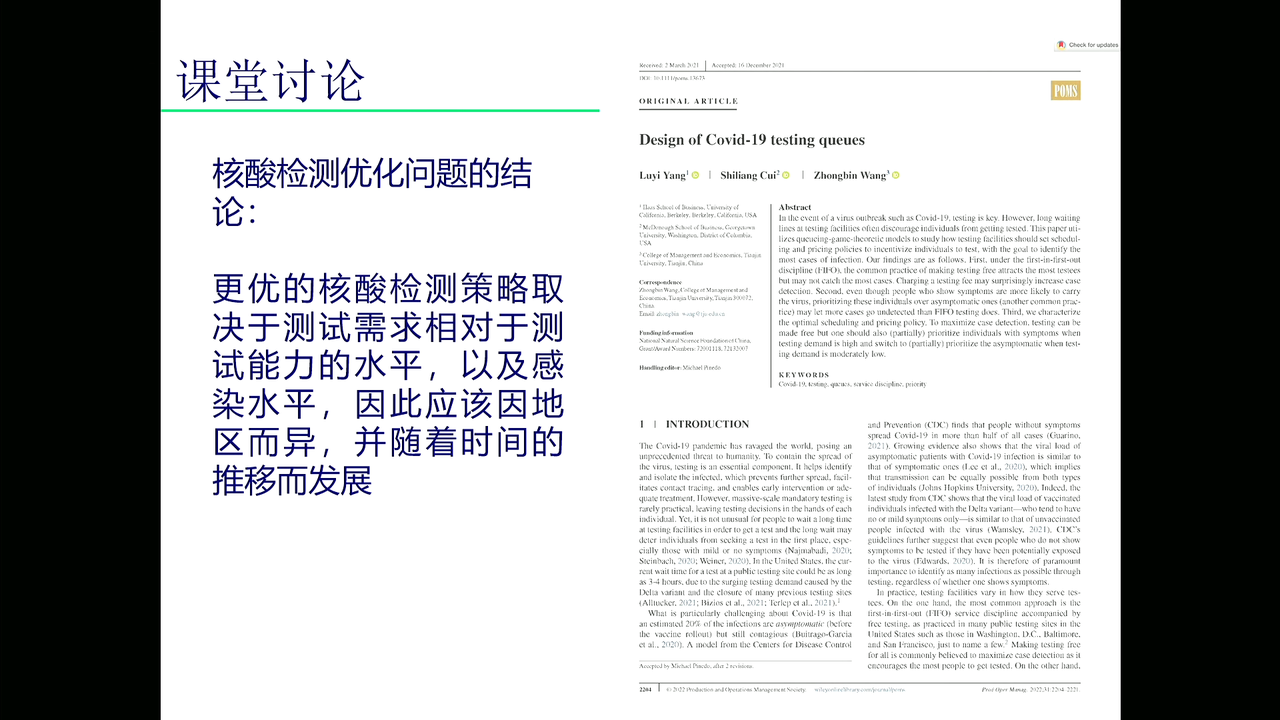 课堂讨论
核酸检测优化问题的结
论：
更优的核酸检测策略取
决于测试需求相对于测
试能力的水平，以及感
染水平，因此应该因地
区而异，并随着时间的
推移而发展
Check for updates
Received: 2 March 2021 | Accepted: 16 December 2021
DOI: 10.1111/poms.13673
ORIGINAL ARTICLE
POMS
Design of Covid-19 testing queues
Luyi Yang1 | Shiliang Cui2 | Zhongbin Wang3
1 Haas School of Business, University of
California, Berkeley, Berkeley, California, USA
2 McDonough School of Business, Georgetown
University, Washington, District of Columbia,
USA
3 College of Management and Economics, Tianjin
University, Tianjin, China
Correspondence
Zhongbin Wang, College of Management and
Economics, Tianjin University, Tianjin 300072,
China
Funding information
National Natural Science Foundation of China,
Grant/Award Numbers: 72001118, 72132007
Handling editor: Michael Pinedo
Abstract
In the event of a virus outbreak such as Covid-19, testing is key. However, long waiting
lines at testing facilities often discourage individuals from getting tested. This paper uti-
lizes queueing-game-theoretic models to study how testing facilities should set schedul-
ing and pricing policies to incentivize individuals to test, with the goal to identify the
most cases of infection. Our findings are as follows. First, under the first-in-first-out
discipline (FIFO), the common practice of making testing free attracts the most testees
but may not catch the most cases. Charging a testing fee may surprisingly increase case
detection. Second, even though people who show symptoms are more likely to carry
the virus, prioritizing these individuals over asymptomatic ones (another common prac-
tice) may let more cases go undetected than FIFO testing does. Third, we characterize
the optimal scheduling and pricing policy. To maximize case detection, testing can be
made free but one should also (partially) prioritize individuals with symptoms when
testing demand is high and switch to (partially) prioritize the asymptomatic when test-
ing demand is moderately low.
KEYWORDS
Covid-19, testing, queues, service discipline, priority
1 | INTRODUCTION
The Covid-19 pandemic has ravaged the world, posing an
unprecedented threat to humanity. To contain the spread of
the virus, testing is an essential component. It helps identify
and isolate the infected, which prevents further spread, facil-
itates contact tracing, and enables early intervention or ade-
quate treatment. However, massive-scale mandatory testing is
rarely practical, leaving testing decisions in the hands of each
individual. Yet, it is not unusual for people to wait a long time
at testing facilities in order to get a test and the long wait may
deter individuals from seeking a test in the first place, espe-
cially those with mild or no symptoms (Najmabadi, 2020;
Steinbach, 2020; Weiner, 2020). In the United States, the cur-
rent wait time for a test at a public testing site could be as long
as 3-4 hours, due to the surging testing demand caused by the
Delta variant and the closure of many previous testing sites
(Alltucker, 2021; Bizios et al., 2021; Terlep et al., 2021).1
What is particularly challenging about Covid-19 is that
an estimated 20% of the infections are asymptomatic (before
the vaccine rollout) but still contagious (Buitrago-Garcia
et al., 2020). A model from the Centers for Disease Control
and Prevention (CDC) finds that people without symptoms
spread Covid-19 in more than half of all cases (Guarino,
2021). Growing evidence also shows that the viral load of
asymptomatic patients with Covid-19 infection is similar to
that of symptomatic ones (Lee et al., 2020), which implies
that transmission can be equally possible from both types
of individuals (Johns Hopkins University, 2020). Indeed, the
latest study from CDC shows that the viral load of vaccinated
individuals infected with the Delta variant—who tend to have
no or mild symptoms only—is similar to that of unvaccinated
people infected with the virus (Wamsley, 2021). CDC's
guidelines further suggest that even people who do not show
symptoms to be tested if they have been potentially exposed
to the virus (Edwards, 2020). It is therefore of paramount
importance to identify as many infections as possible through
testing, regardless of whether one shows symptoms.
In practice, testing facilities vary in how they serve tes-
tees. On the one hand, the most common approach is the
first-in-first-out (FIFO) service discipline accompanied by
free testing, as practiced in many public testing sites in the
United States such as those in Washington, D.C., Baltimore,
and San Francisco, just to name a few.2 Making testing free
for all is commonly believed to maximize case detection as it
encourages the most people to get tested. On the other hand,
Accepted by Michael Pinedo, after 2 revisions.
2204 | © 2022 Production and Operations Management Society. wileyonlinelibrary.com/journal/poms Prod Oper Manag. 2022;31:2204–2221.